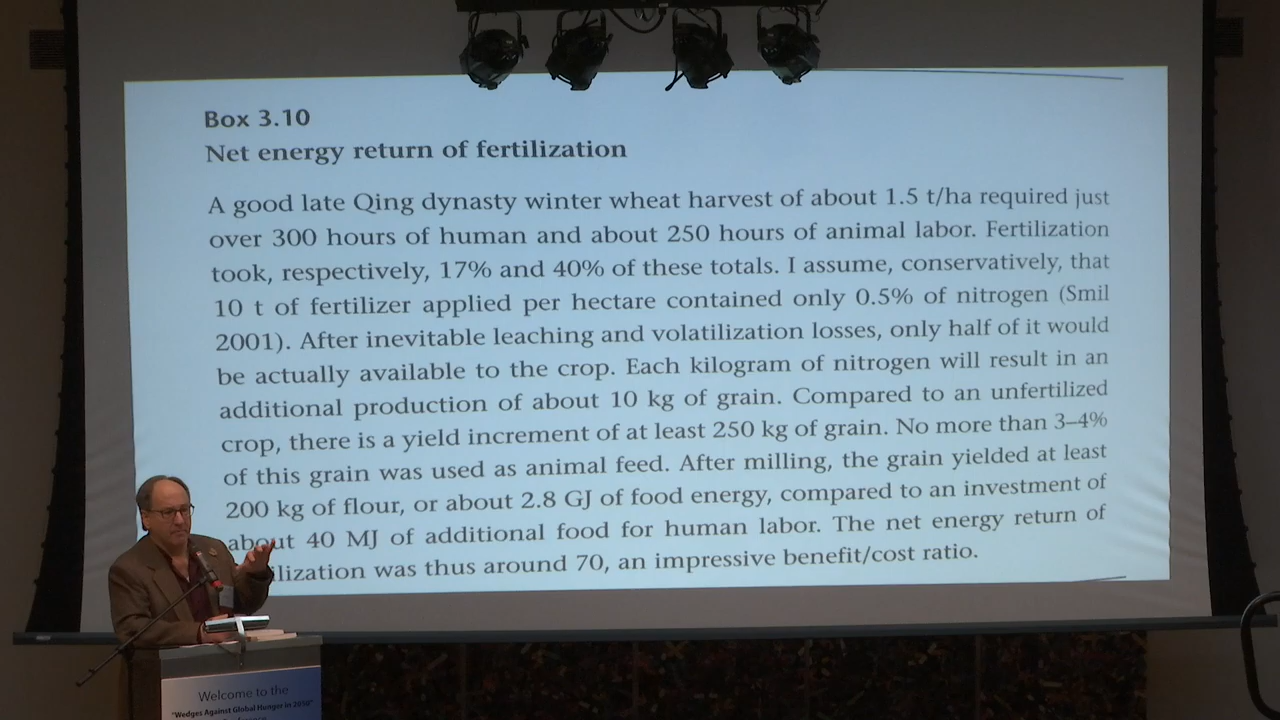 Box 3.10
Net energy return of fertilization
A good late Qing dynasty winter wheat harvest of about 1.5 t/ha required just
over 300 hours of human and about 250 hours of animal labor. Fertilization
took, respectively, 17% and 40% of these totals. I assume, conservatively, that
10 t of fertilizer applied per hectare contained only 0.5% of nitrogen (Smil
2001). After inevitable leaching and volatilization losses, only half of it would
be actually available to the crop. Each kilogram of nitrogen will result in an
additional production of about 10 kg of grain. Compared to an unfertilized
crop, there is a yield increment of at least 250 kg of grain. No more than 3–4%
of this grain was used as animal feed. After milling, the grain yielded at least
200 kg of flour, or about 2.8 GJ of food energy, compared to an investment of
about 40 MJ of additional food for human labor. The net energy return of
ilization was thus around 70, an impressive benefit/cost ratio.
Welcome to the
"Wedges Against Global Hunger in 2050"